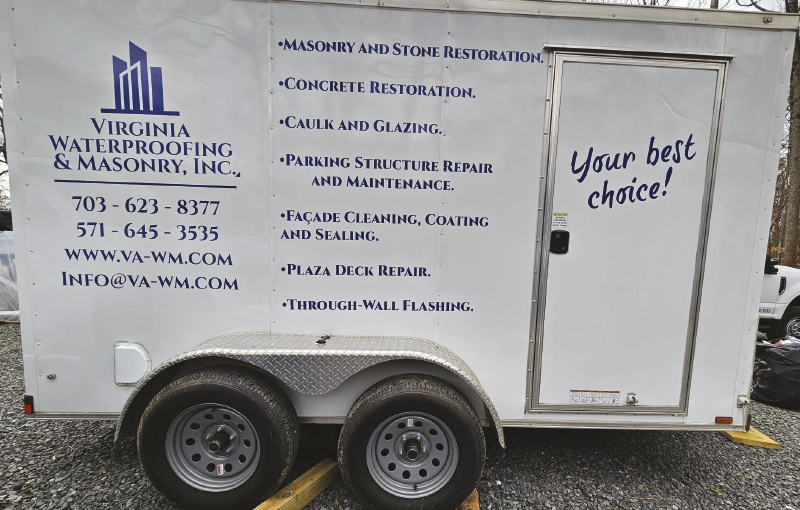 VIRGINIA
WATERPROOFING
& MASONRY, INC.
703 - 623 - 8377
571 - 645 - 3535
WWW.VA-WM.COM
INFO@VA-WM.COM
•MASONRY AND STONE RESTORATION.
•CONCRETE RESTORATION.
•CAULK AND GLAZING.
•PARKING STRUCTURE REPAIR
AND MAINTENANCE.
•FAÇADE CLEANING, COATING
AND SEALING.
•PLAZA DECK REPAIR.
•THROUGH-WALL FLASHING.
Your best
choice!